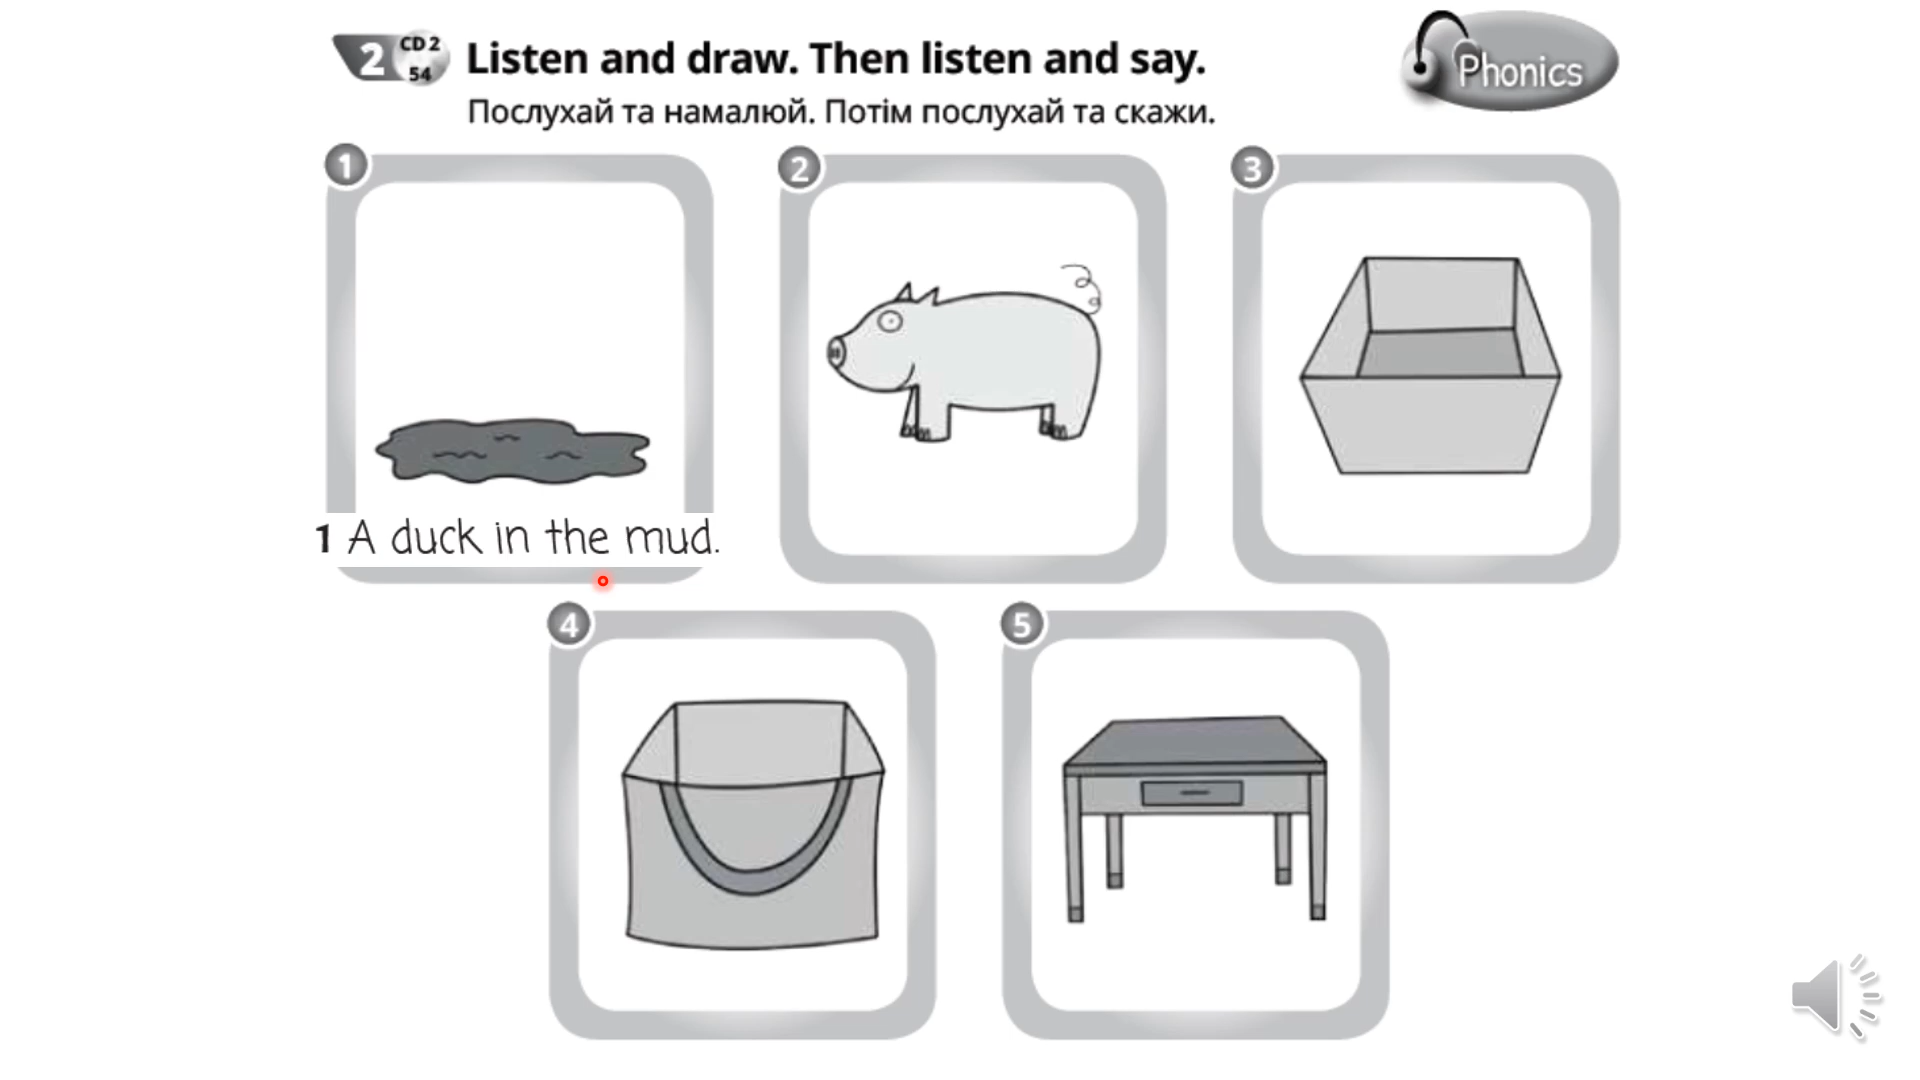 2 CD 2 54 Listen and draw. Then listen and say.
Phonics
Послухай та намалюй. Потім послухай та скажи.
1
2
3
1 A duck in the mud.
4
5